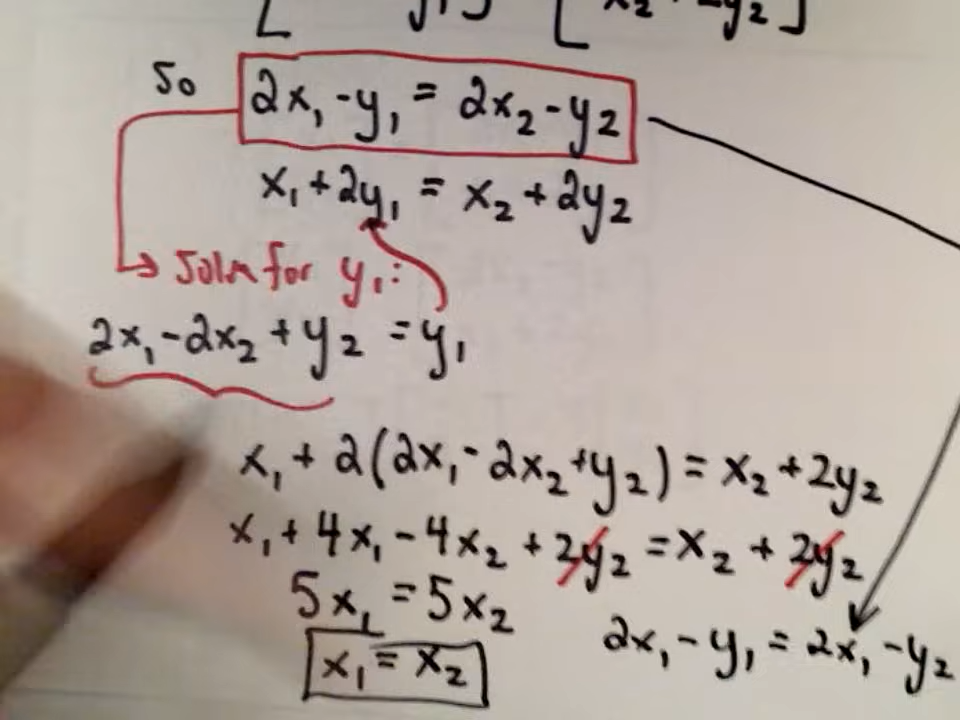 So 2x₁ - y₁ = 2x₂ - y₂
x₁ + 2y₁ = x₂ + 2y₂
Solve for y₁:
2x₁ - 2x₂ + y₂ = y₁
x₁ + 2(2x₁ - 2x₂ + y₂) = x₂ + 2y₂
x₁ + 4x₁ - 4x₂ + 2y₂ = x₂ + 2y₂
5x₁ = 5x₂
x₁ = x₂
2x₁ - y₁ = 2x₁ - y₂